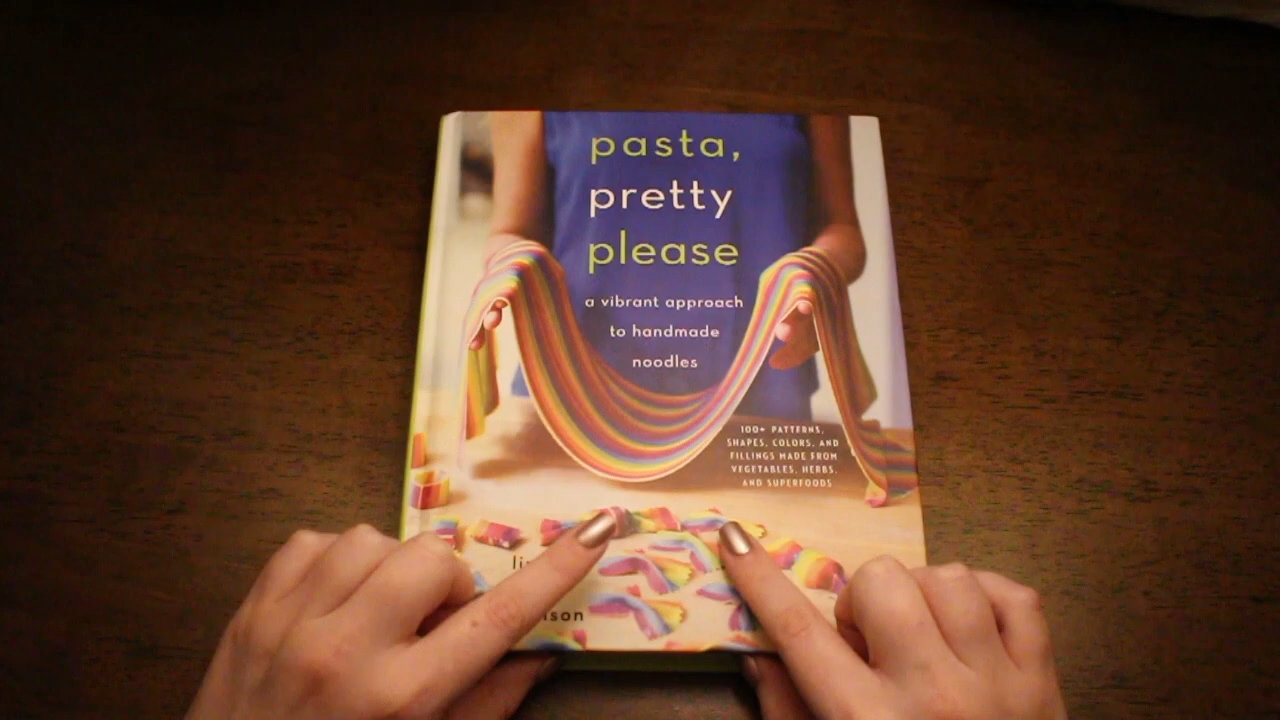 pasta,
pretty
please
a vibrant approach
to handmade
noodles
100+ PATTERNS,
SHAPES, COLORS, AND
FILLINGS MADE FROM
VEGETABLES, HERBS,
AND SUPERFOODS